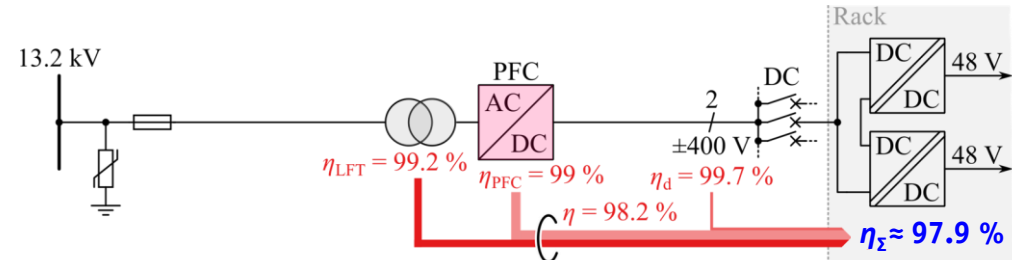 Rack
13.2 kV
PFC
AC
DC
2
±400 V
DC
DC
DC
48 V
DC
DC
48 V
η_LFT = 99.2 %
η_PFC = 99 %
η_d = 99.7 %
η = 98.2 %
η_Σ ≈ 97.9 %